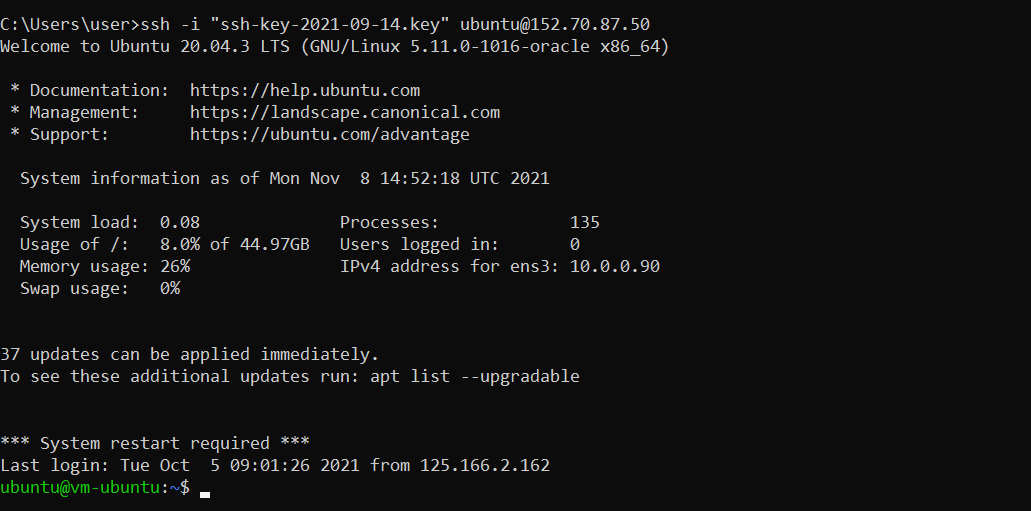 C:\Users\user>ssh -i "ssh-key-2021-09-14.key" ubuntu@152.70.87.50
Welcome to Ubuntu 20.04.3 LTS (GNU/Linux 5.11.0-1016-oracle x86_64)
* Documentation:  https://help.ubuntu.com
* Management:     https://landscape.canonical.com
* Support:        https://ubuntu.com/advantage
System information as of Mon Nov  8 14:52:18 UTC 2021
System load:  0.08              Processes:             135
Usage of /:   8.0% of 44.97GB   Users logged in:       0
Memory usage: 26%               IPv4 address for ens3: 10.0.0.90
Swap usage:   0%
37 updates can be applied immediately.
To see these additional updates run: apt list --upgradable
*** System restart required ***
Last login: Tue Oct  5 09:01:26 2021 from 125.166.2.162
ubuntu@vm-ubuntu:~$